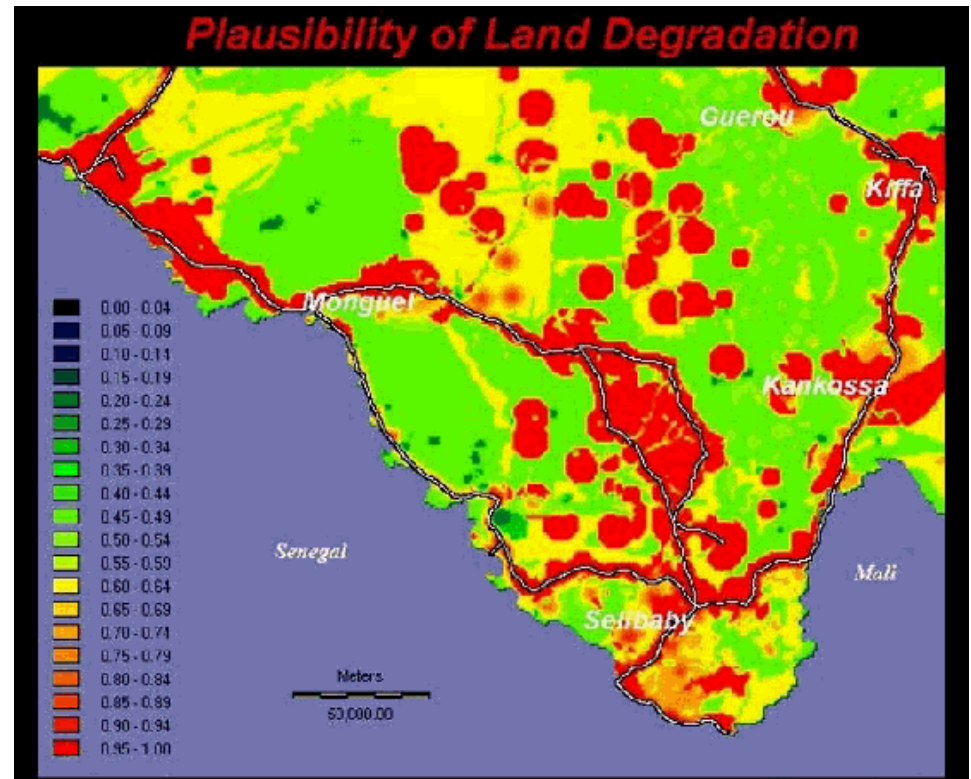 Plausibility of Land Degradation
Guerou
Kiffa
Monguel
Kankossa
0.00 - 0.04
0.05 - 0.09
0.10 - 0.14
0.15 - 0.19
0.20 - 0.24
0.25 - 0.29
0.30 - 0.34
0.35 - 0.39
0.40 - 0.44
0.45 - 0.49
0.50 - 0.54
0.55 - 0.59
0.60 - 0.64
0.65 - 0.69
0.70 - 0.74
0.75 - 0.79
0.80 - 0.84
0.85 - 0.89
0.90 - 0.94
0.95 - 1.00
Senegal
Mali
Selibaby
Meters
50,000.00